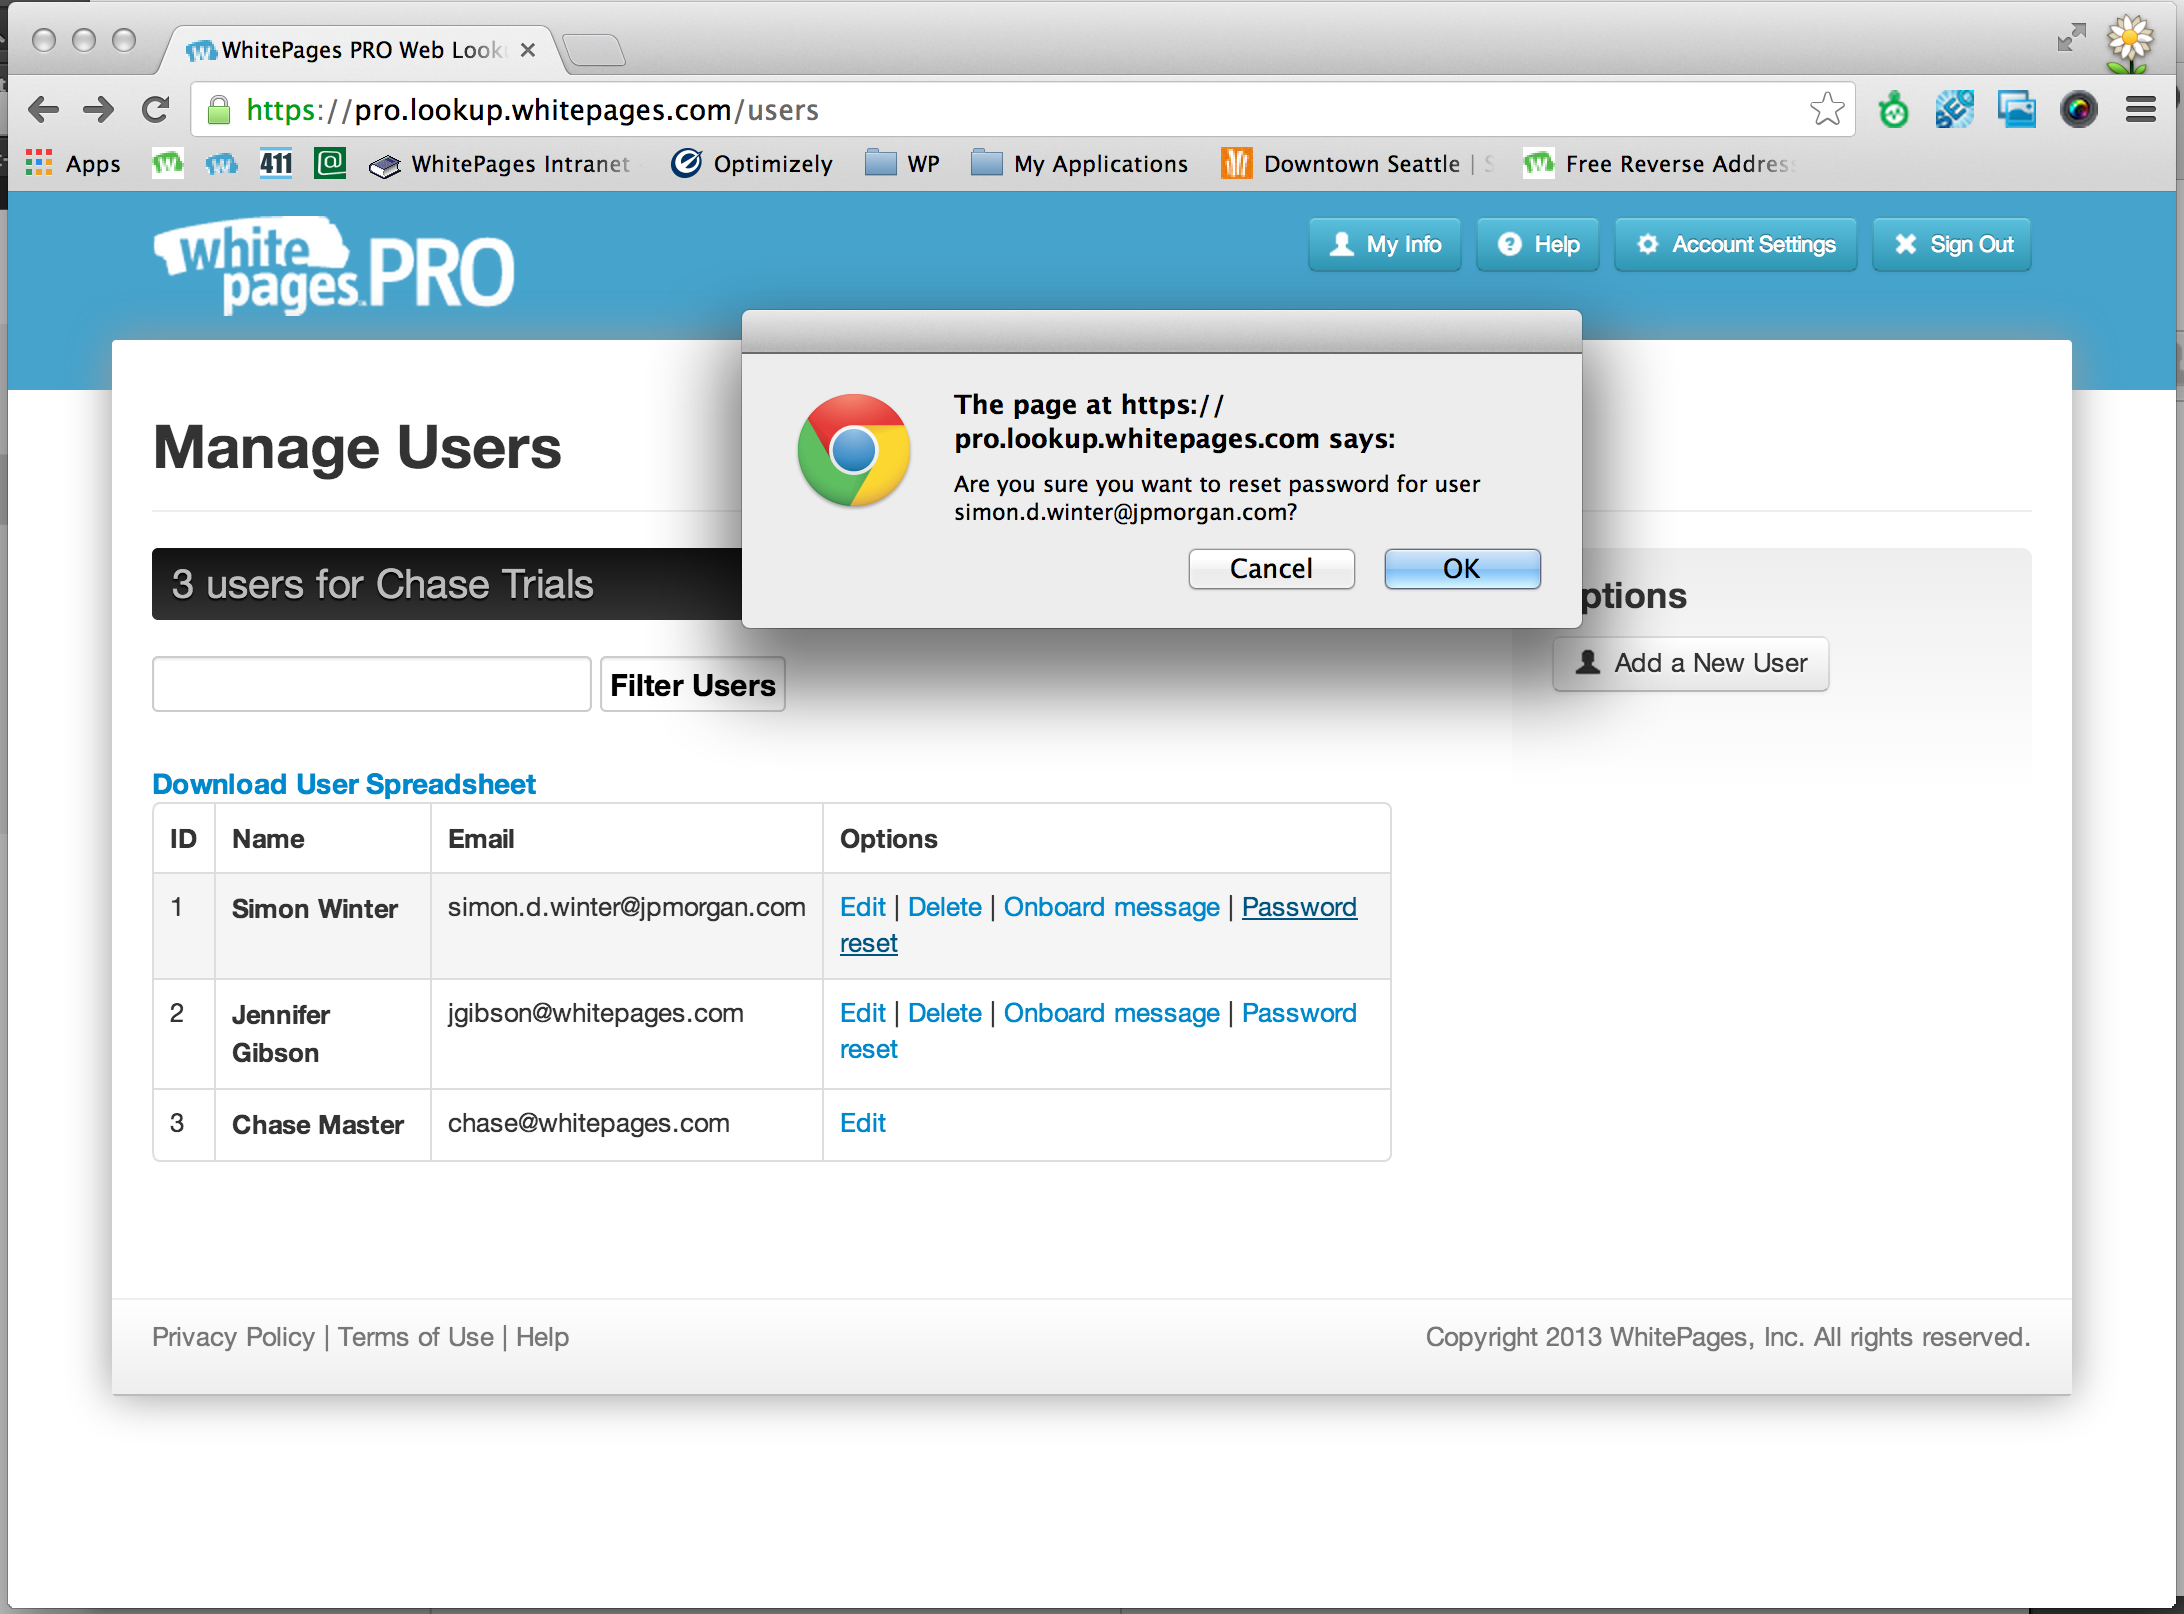 WhitePages PRO Web Look
https://pro.lookup.whitepages.com/users
Apps 411 @ WhitePages Intranet Optimizely WP My Applications Downtown Seattle | S Free Reverse Addres
white pages PRO
My Info Help Account Settings Sign Out
The page at https://
pro.lookup.whitepages.com says:
Are you sure you want to reset password for user
simon.d.winter@jpmorgan.com?
Cancel OK
Manage Users
3 users for Chase Trials
ptions
Add a New User
Filter Users
Download User Spreadsheet
ID Name Email Options
1 Simon Winter simon.d.winter@jpmorgan.com Edit | Delete | Onboard message | Password
reset
2 Jennifer Gibson jgibson@whitepages.com Edit | Delete | Onboard message | Password
reset
3 Chase Master chase@whitepages.com Edit
Privacy Policy | Terms of Use | Help
Copyright 2013 WhitePages, Inc. All rights reserved.